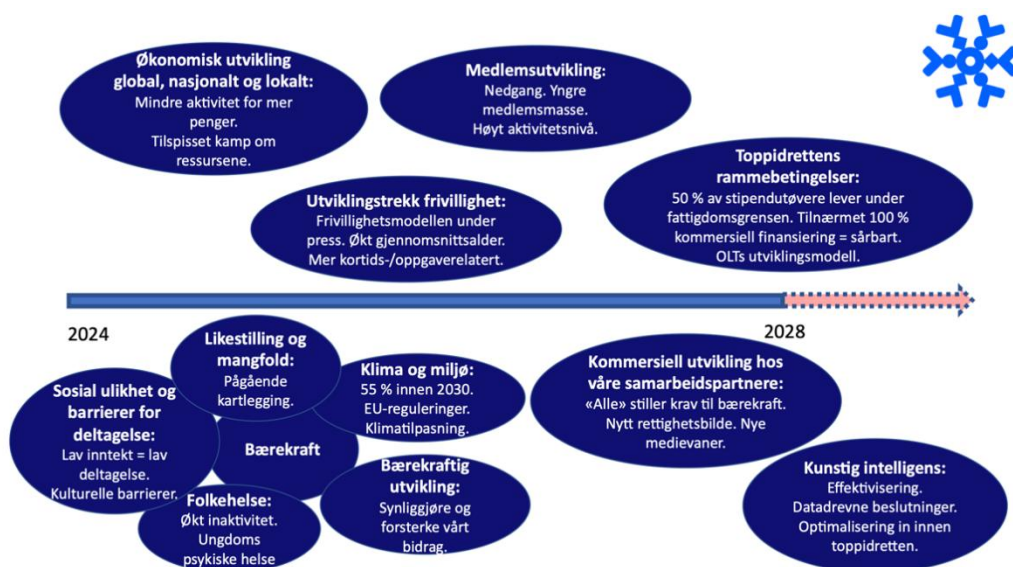 Økonomisk utvikling
global, nasjonalt og lokalt:
Mindre aktivitet for mer
penger.
Tilspisset kamp om
ressursene.
Medlemsutvikling:
Nedgang. Yngre
medlemsmasse.
Høyt aktivitetsnivå.
Utviklingstrekk frivillighet:
Frivillighetsmodellen under
press. Økt gjennomsnittsalder.
Mer kortids-/oppgaverelatert.
Toppidrettens
rammebetingelser:
50 % av stipendutøvere lever under
fattigdomsgrensen. Tilnærmet 100 %
kommersiell finansiering = sårbart.
OLTs utviklingsmodell.
2024
2028
Likestilling og
mangfold:
Pågående
kartlegging.
Sosial ulikhet og
barrierer for
deltagelse:
Lav inntekt = lav
deltagelse.
Kulturelle barrierer.
Bærekraft
Klima og miljø:
55 % innen 2030.
EU-reguleringer.
Klimatilpasning.
Folkehelse:
Økt inaktivitet.
Ungdoms
psykiske helse
Bærekraftig
utvikling:
Synliggjøre og
forsterke vårt
bidrag.
Kommersiell utvikling hos
våre samarbeidspartnere:
«Alle» stiller krav til bærekraft.
Nytt rettighetsbilde. Nye
medievaner.
Kunstig intelligens:
Effektivisering.
Datadrevne beslutninger.
Optimalisering in innen
toppidretten.